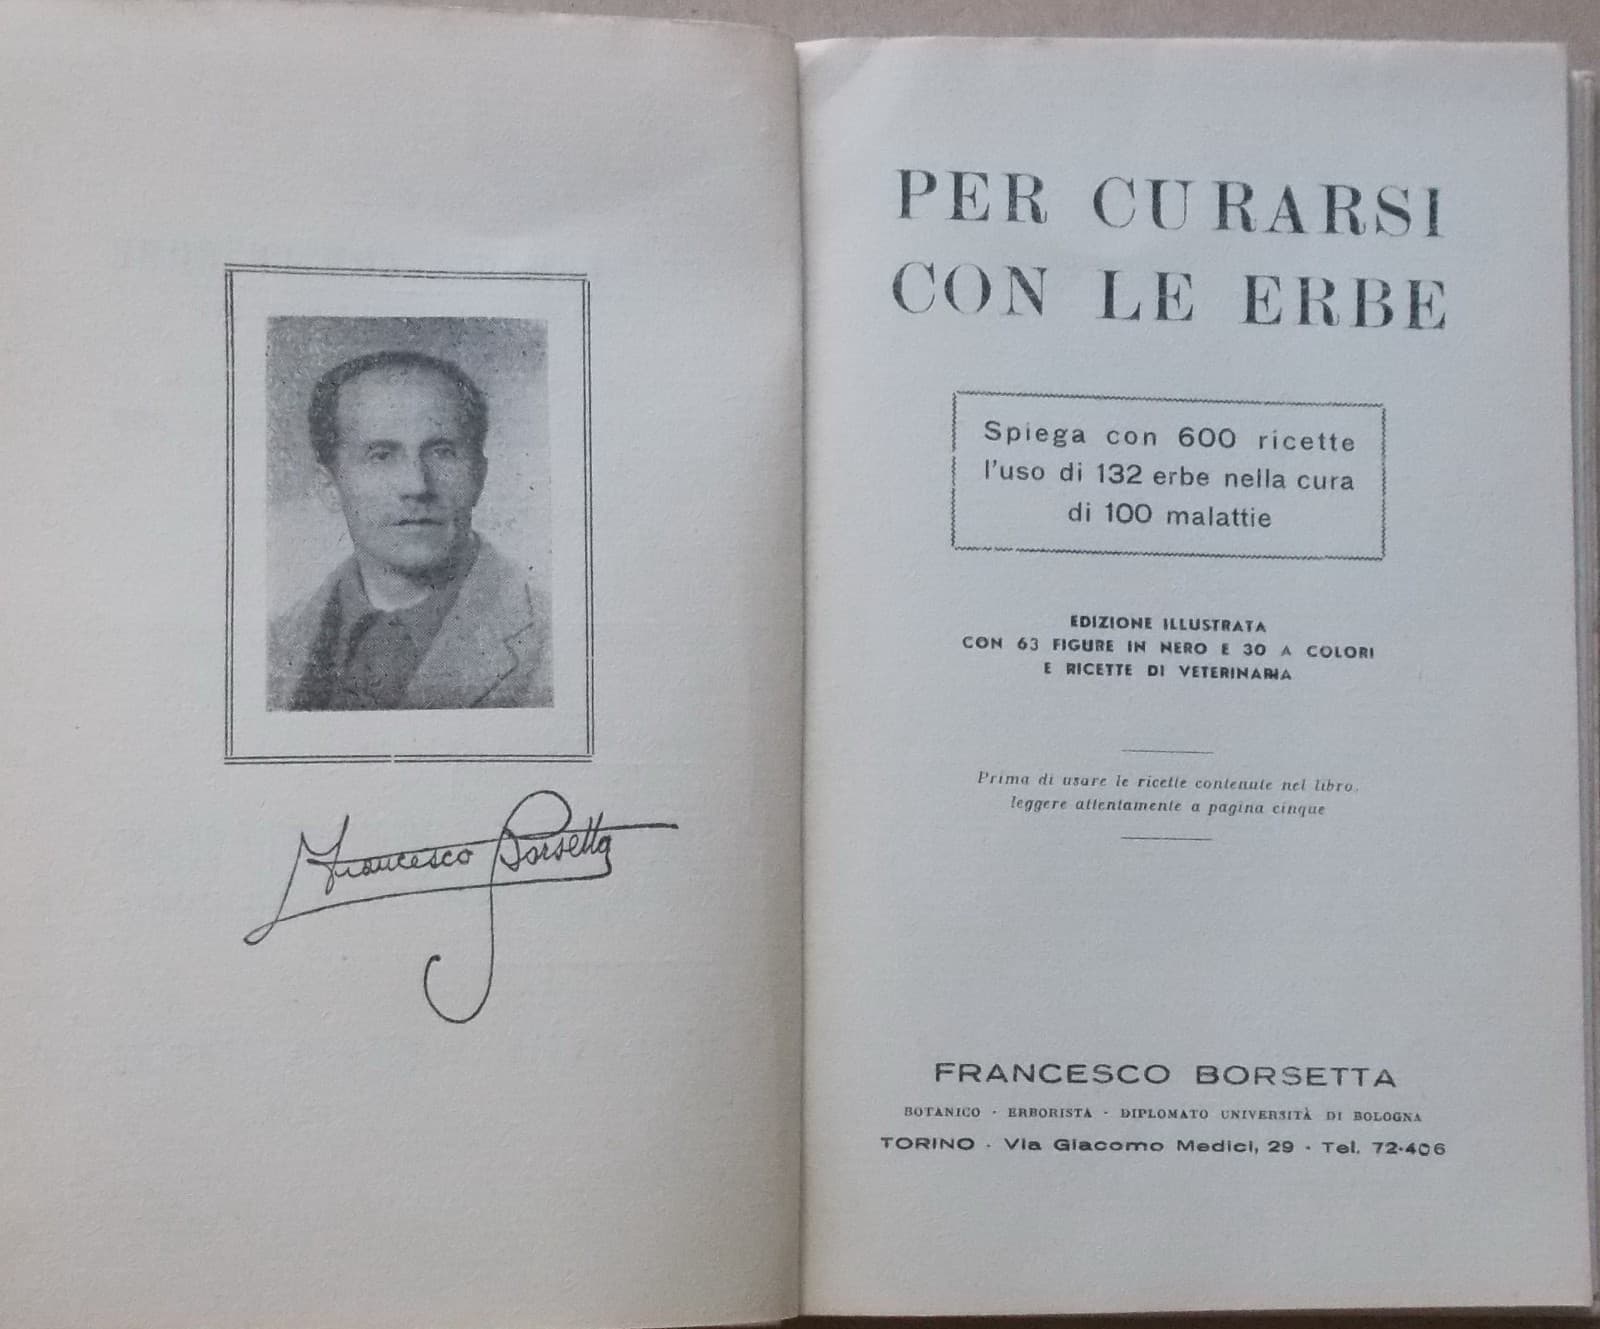 Francesco Borsetta
PER CURARSI
CON LE ERBE
Spiega con 600 ricette
l'uso di 132 erbe nella cura
di 100 malattie
EDIZIONE ILLUSTRATA
CON 63 FIGURE IN NERO E 30 A COLORI
E RICETTE DI VETERINARIA
Prima di usare le ricette contenute nel libro,
leggere attentamente a pagina cinque
FRANCESCO BORSETTA
BOTANICO - ERBORISTA - DIPLOMATO UNIVERSITÀ DI BOLOGNA
TORINO - Via Giacomo Medici, 29 - Tel. 72-406